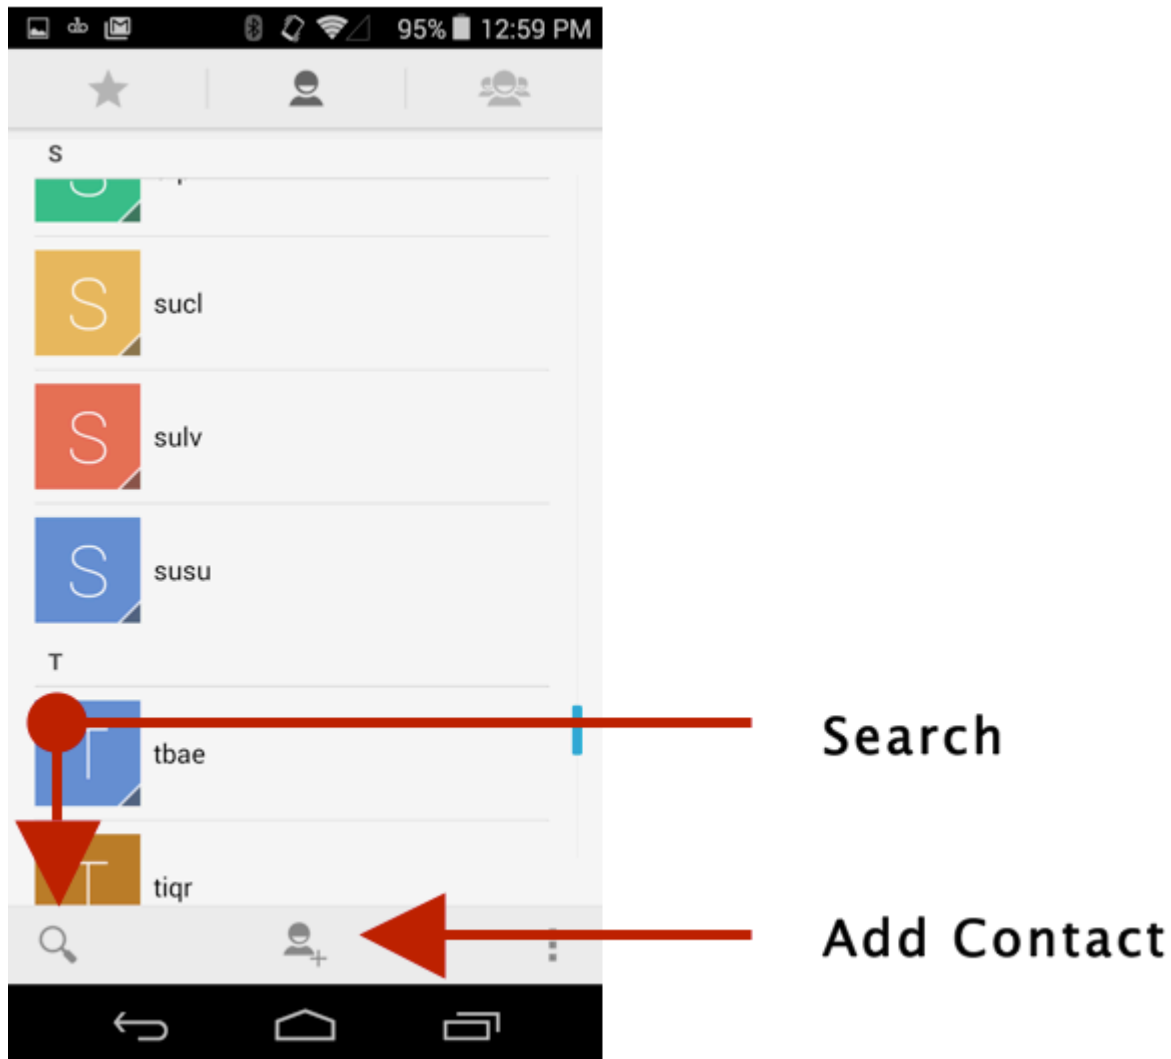 95% 12:59 PM
S
S
S
sucl
S
sulv
S
susu
T
T
tbae
Search
T
tiqr
Add Contact